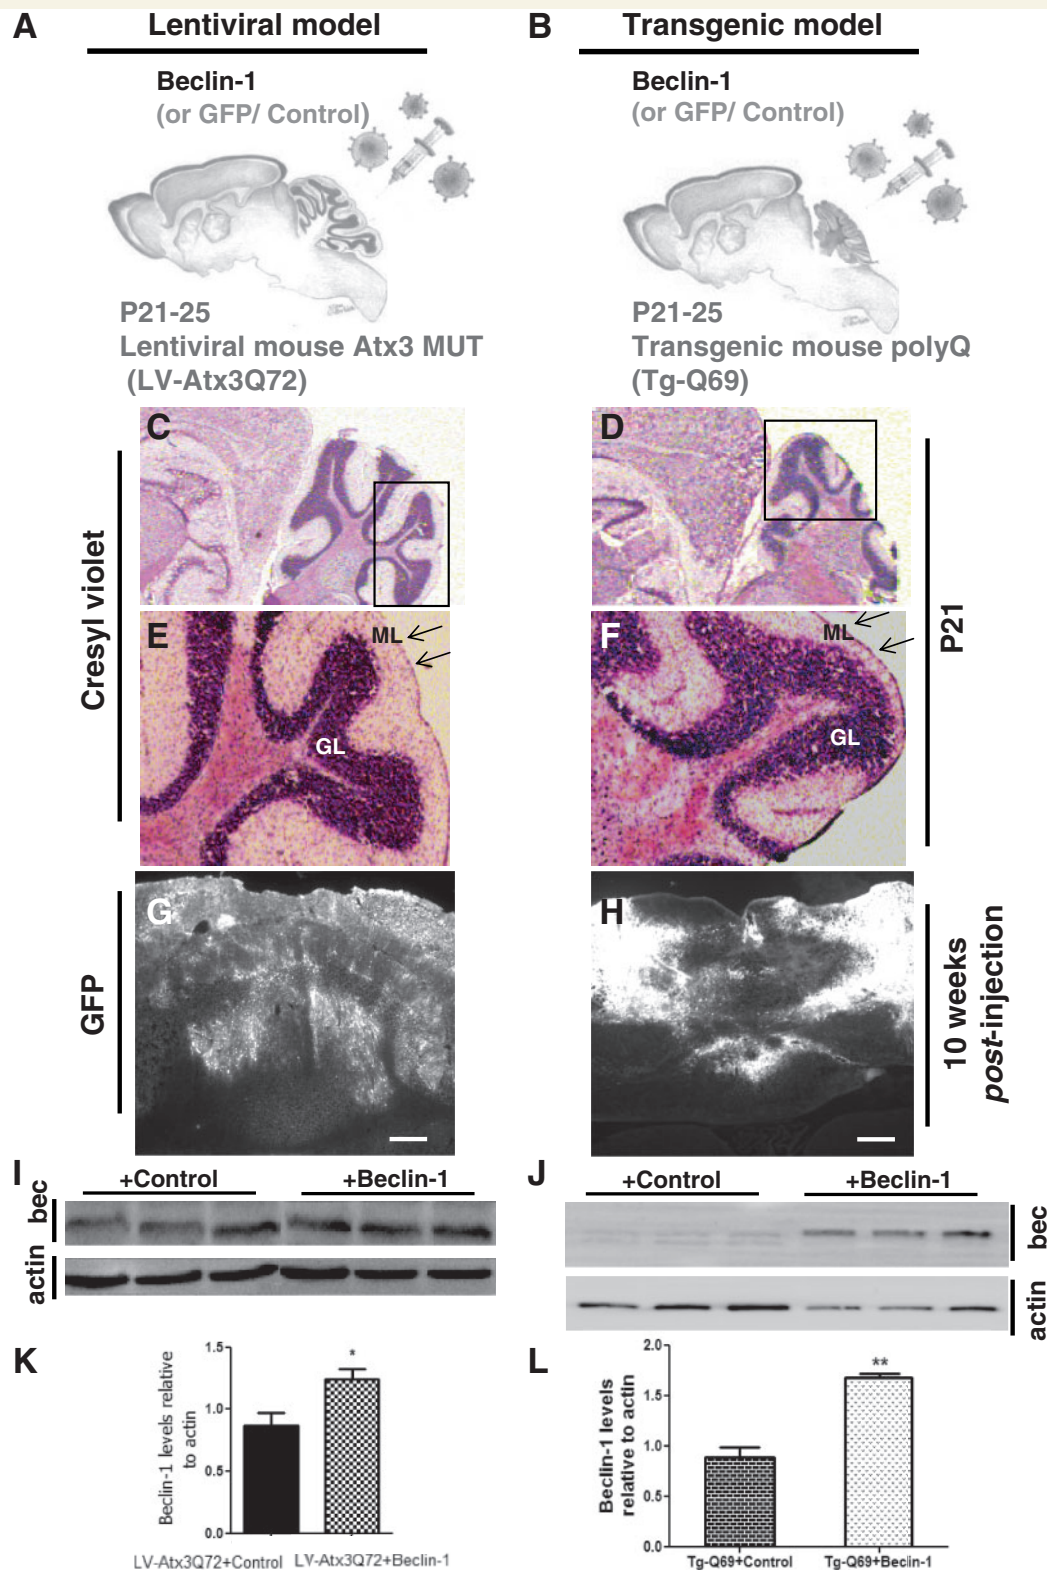 A
Lentiviral model
Beclin-1
(or GFP/ Control)
P21-25
Lentiviral mouse Atx3 MUT
(LV-Atx3Q72)
B
Transgenic model
Beclin-1
(or GFP/ Control)
P21-25
Transgenic mouse polyQ
(Tg-Q69)
Cresyl violet
C
D
E
ML
GL
F
ML
GL
P21
GFP
G
H
10 weeks
post-injection
I
+Control
+Beclin-1
bec
actin
J
+Control
+Beclin-1
bec
actin
K
Beclin-1 levels relative
to actin
1.5
1.0
0.5
0.0
*
LV-Atx3Q72+Control
LV-Atx3Q72+Beclin-1
L
Beclin-1 levels
relative to actin
2.0
1.5
1.0
0.5
0.0
**
Tg-Q69+Control
Tg-Q69+Beclin-1